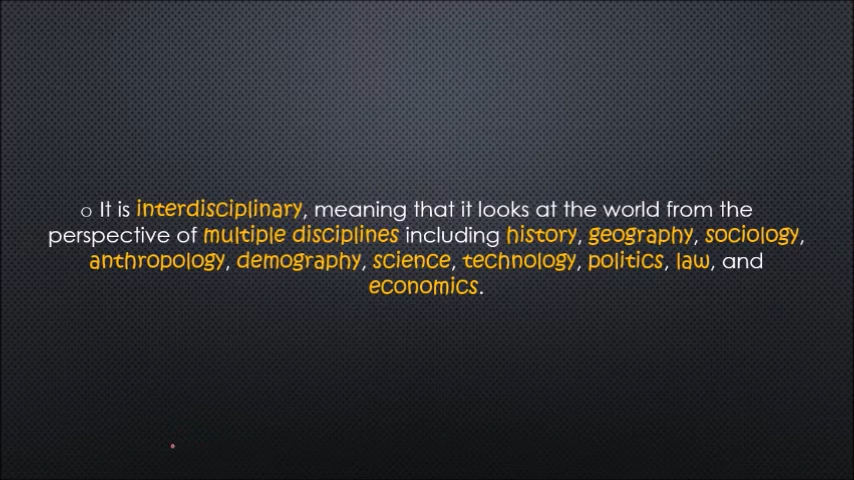 o It is interdisciplinary, meaning that it looks at the world from the
perspective of multiple disciplines including history, geography, sociology,
anthropology, demography, science, technology, politics, law, and
economics.